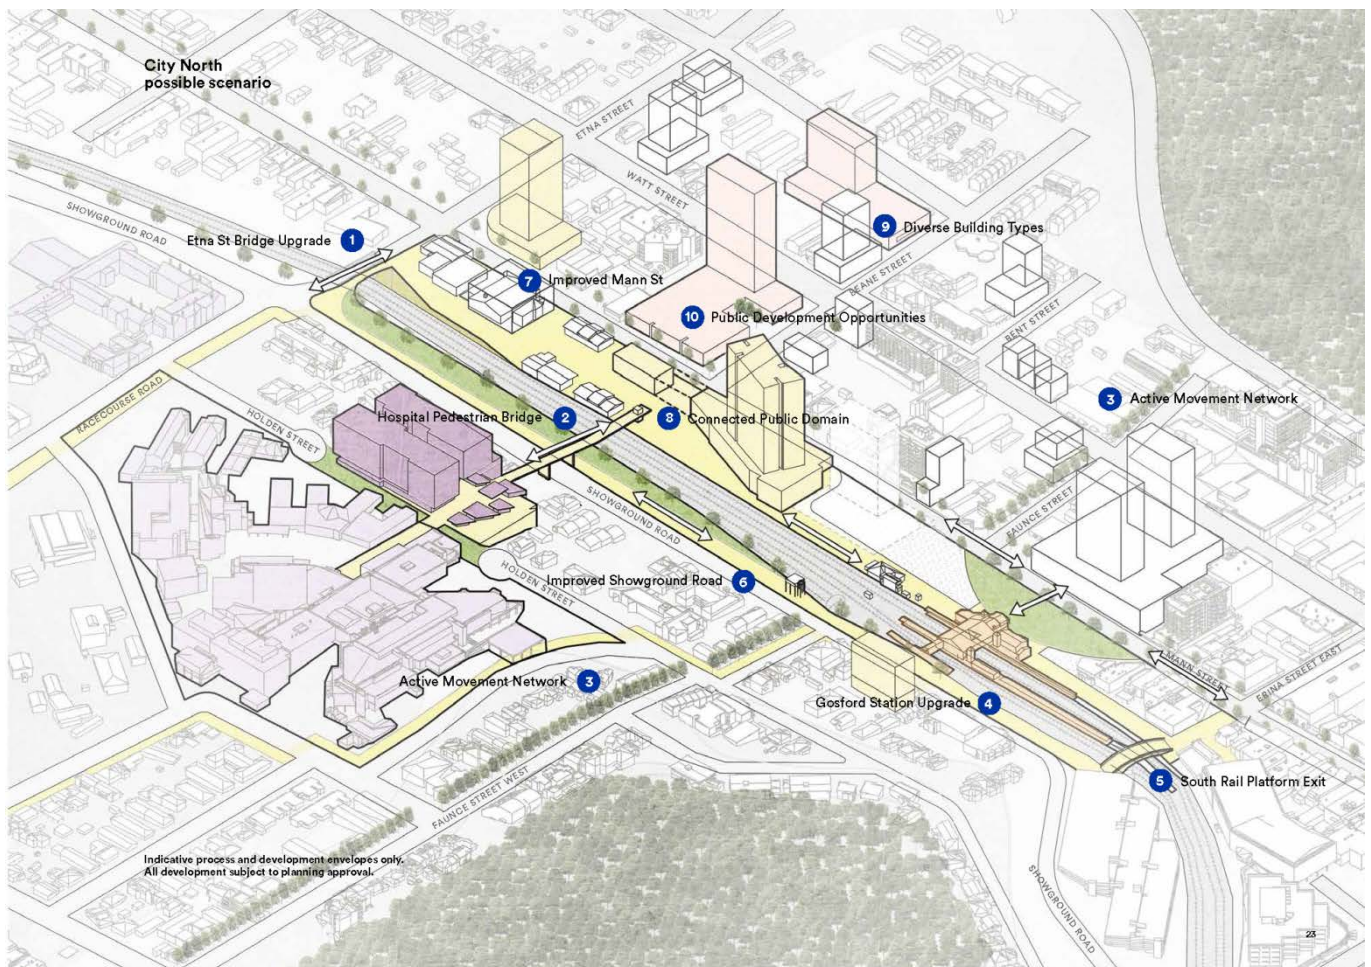 City North
possible scenario
ETNA STREET
WATT STREET
SHOWGROUND ROAD
Etna St Bridge Upgrade 1
9 Diverse Building Types
BEANE STREET
7 Improved Mann St
10 Public Development Opportunities
BENT STREET
RACECOURSE ROAD
HOLDEN STREET
Hospital Pedestrian Bridge 2
8 Connected Public Domain
3 Active Movement Network
SHOWGROUND ROAD
FAUNCE STREET
HOLDEN STREET
Improved Showground Road 6
Active Movement Network 3
MANN STREET
ERINA STREET EAST
Gosford Station Upgrade 4
FAUNCE STREET WEST
5 South Rail Platform Exit
Indicative process and development envelopes only.
All development subject to planning approval.
SHOWGROUND ROAD
23